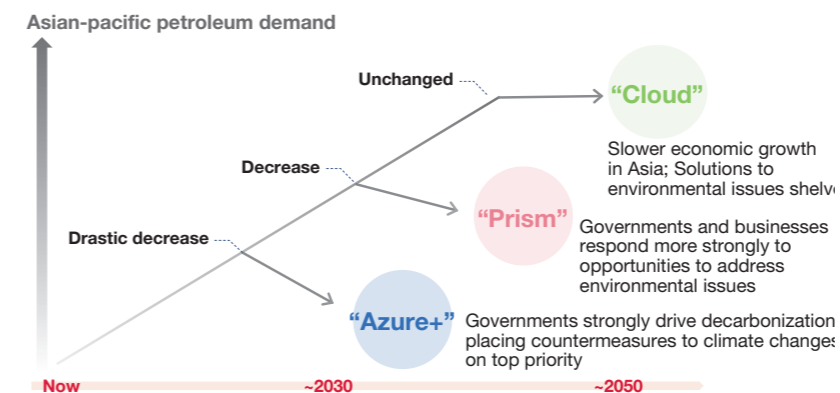 Asian-pacific petroleum demand
Unchanged
“Cloud”
Slower economic growth
in Asia; Solutions to
environmental issues
Decrease
“Prism”
Governments and businesses
respond more strongly to
opportunities to address
environmental issues
Drastic decrease
“Azure+”
Governments strongly drive decarbonization
placing countermeasures to climate changes
on top priority
Now
~2030
~2050